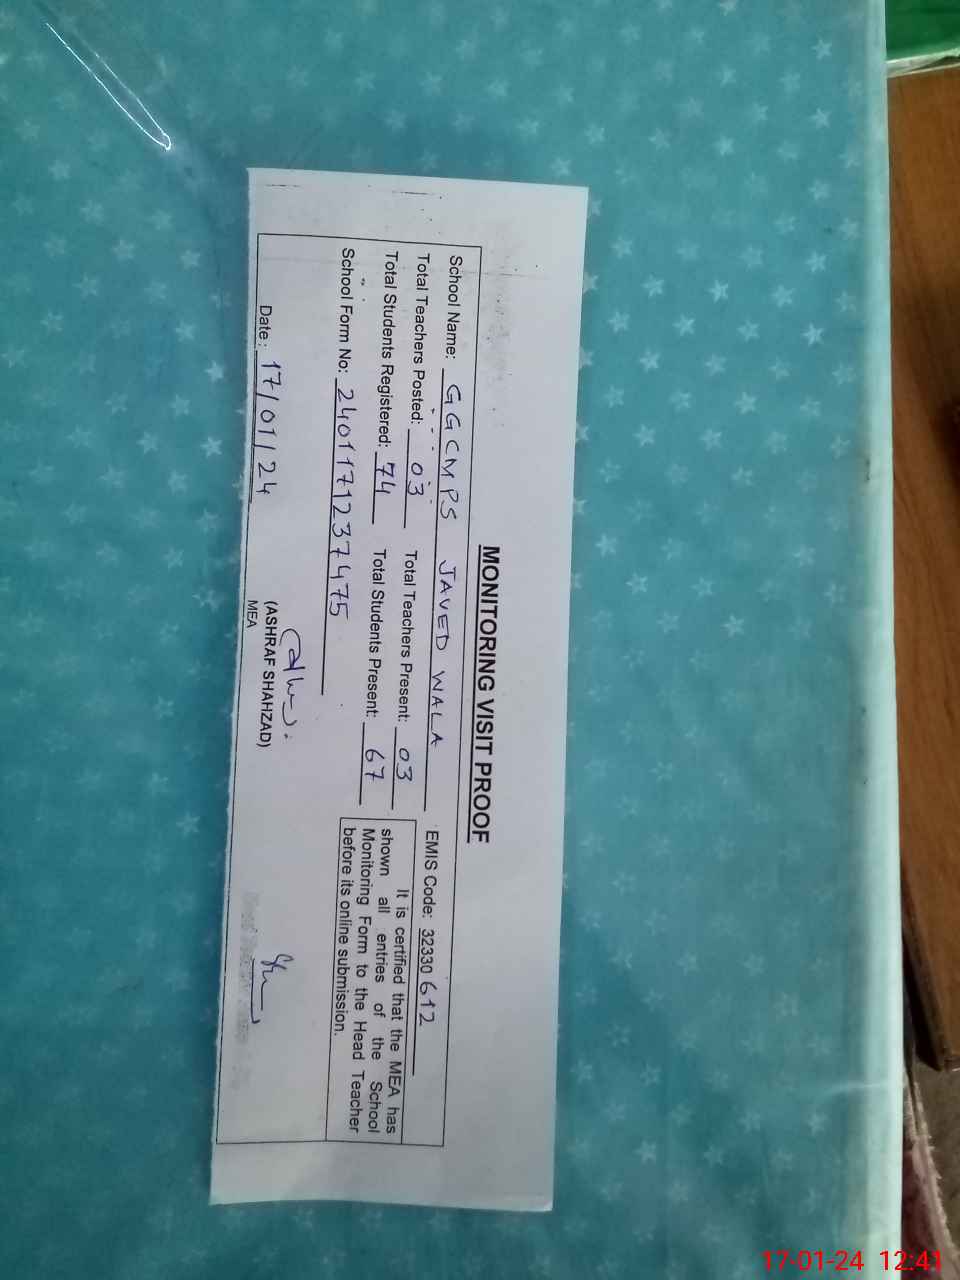 MONITORING VISIT PROOF
School Name: GGCMPS JAVED WALA EMIS Code: 32330612
Total Teachers Posted: 03 Total Teachers Present: 03
Total Students Registered: 74 Total Students Present: 67
School Form No: 2401171237475
It is certified that the MEA has
shown all entries of the School
Monitoring Form to the Head Teacher
before its online submission.
Date: 17/01/24
(ASHRAF SHAHZAD)
MEA
17-01-24 12:41